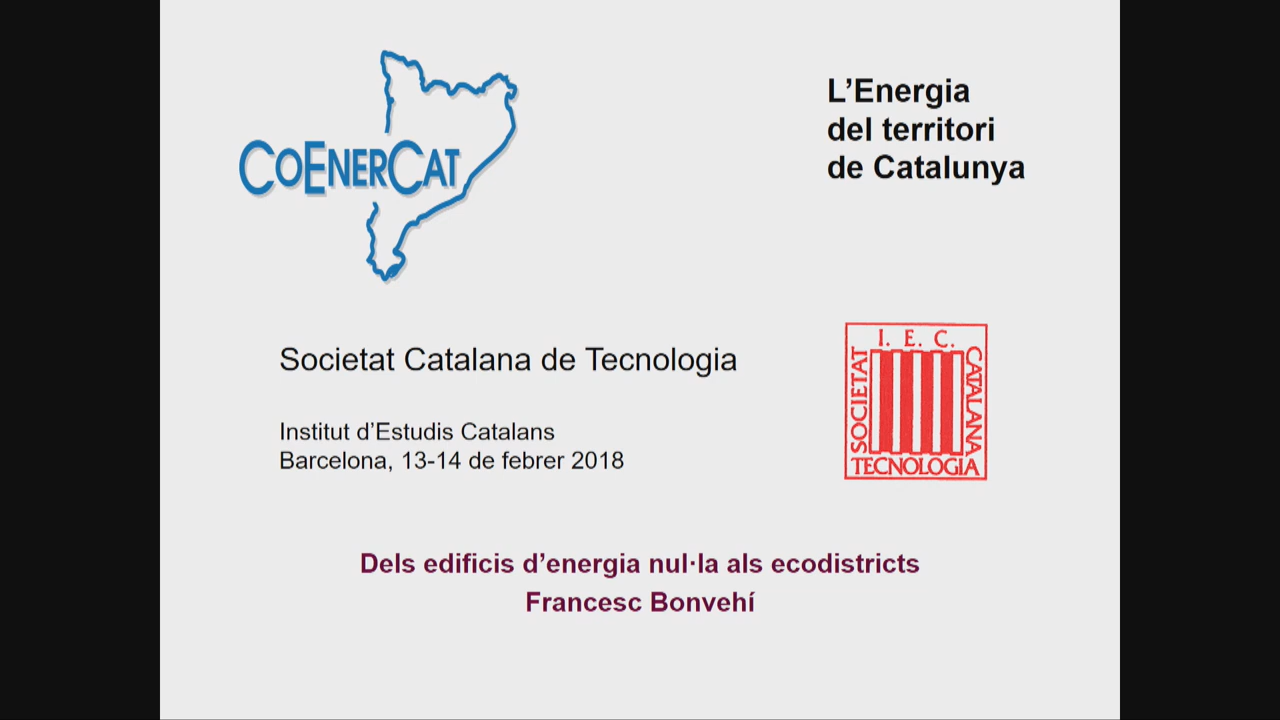 COENERCAT
L'Energia
del territori
de Catalunya
Societat Catalana de Tecnologia
Institut d'Estudis Catalans
Barcelona, 13-14 de febrer 2018
I. E. C.
SOCIETAT
CATALANA
TECNOLOGIA
Dels edificis d'energia nul·la als ecodistricts
Francesc Bonvehí